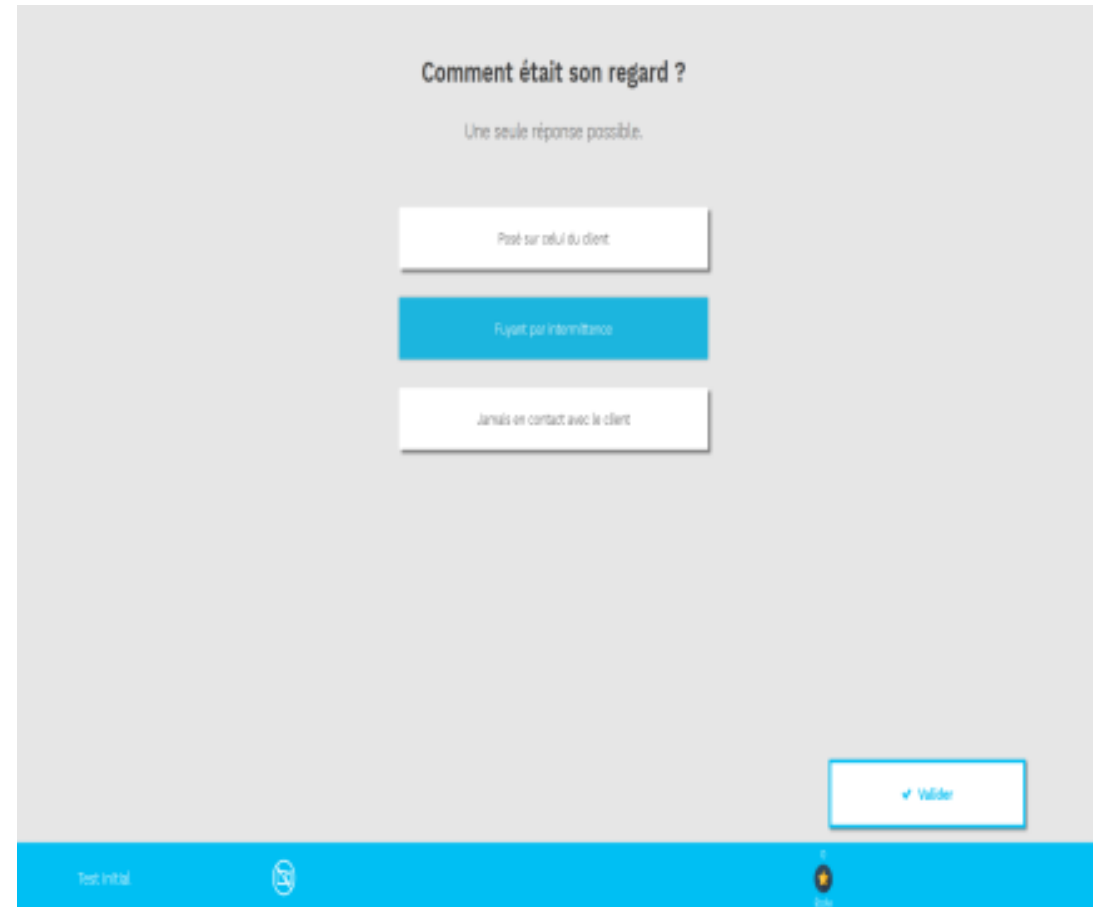 Comment était son regard ?
Une seule réponse possible.
Posé sur celui du client
Fuyant par intermittence
Jamais en contact avec le client
Valider
Test initial